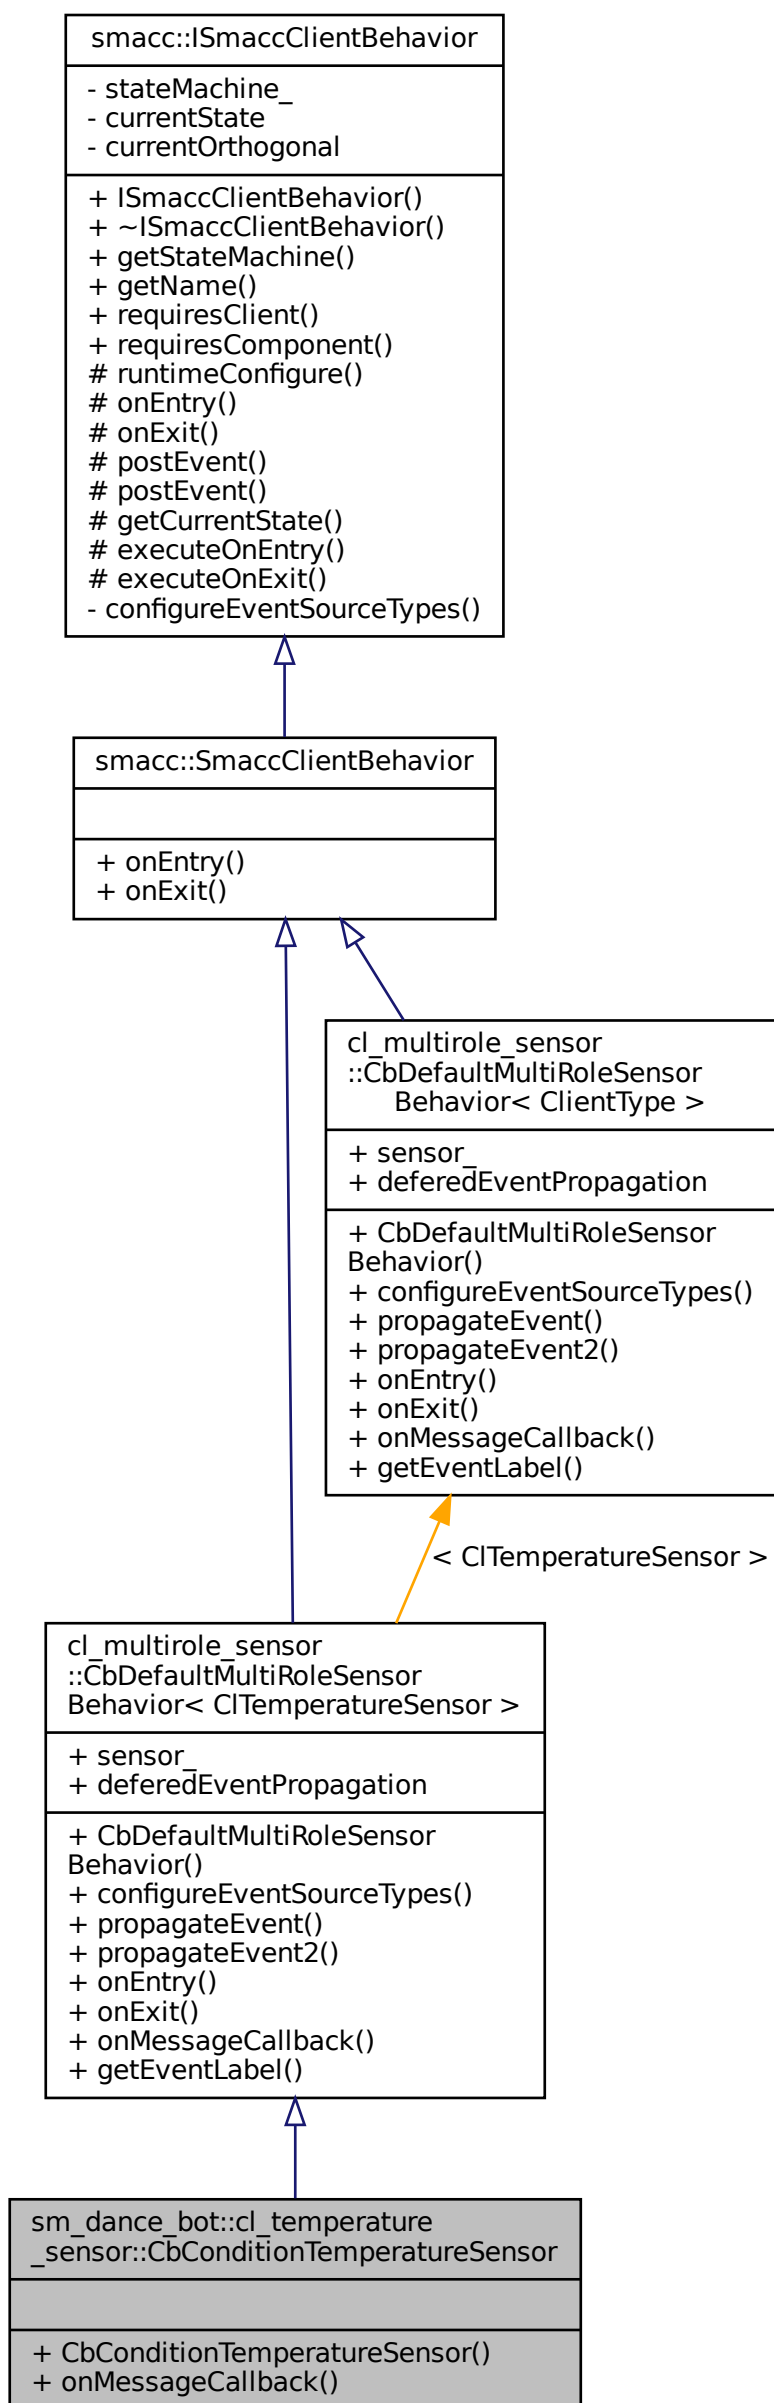 smacc::ISmaccClientBehavior
- stateMachine_
- currentState
- currentOrthogonal
+ ISmaccClientBehavior()
+ ~ISmaccClientBehavior()
+ getStateMachine()
+ getName()
+ requiresClient()
+ requiresComponent()
# runtimeConfigure()
# onEntry()
# onExit()
# postEvent()
# postEvent()
# getCurrentState()
# executeOnEntry()
# executeOnExit()
- configureEventSourceTypes()
smacc::SmaccClientBehavior
+ onEntry()
+ onExit()
cl_multirole_sensor
::CbDefaultMultiRoleSensor
Behavior< ClientType >
+ sensor_
+ deferedEventPropagation
+ CbDefaultMultiRoleSensor
Behavior()
+ configureEventSourceTypes()
+ propagateEvent()
+ propagateEvent2()
+ onEntry()
+ onExit()
+ onMessageCallback()
+ getEventLabel()
< ClTemperatureSensor >
cl_multirole_sensor
::CbDefaultMultiRoleSensor
Behavior< ClTemperatureSensor >
+ sensor_
+ deferedEventPropagation
+ CbDefaultMultiRoleSensor
Behavior()
+ configureEventSourceTypes()
+ propagateEvent()
+ propagateEvent2()
+ onEntry()
+ onExit()
+ onMessageCallback()
+ getEventLabel()
sm_dance_bot::cl_temperature
_sensor::CbConditionTemperatureSensor
+ CbConditionTemperatureSensor()
+ onMessageCallback()